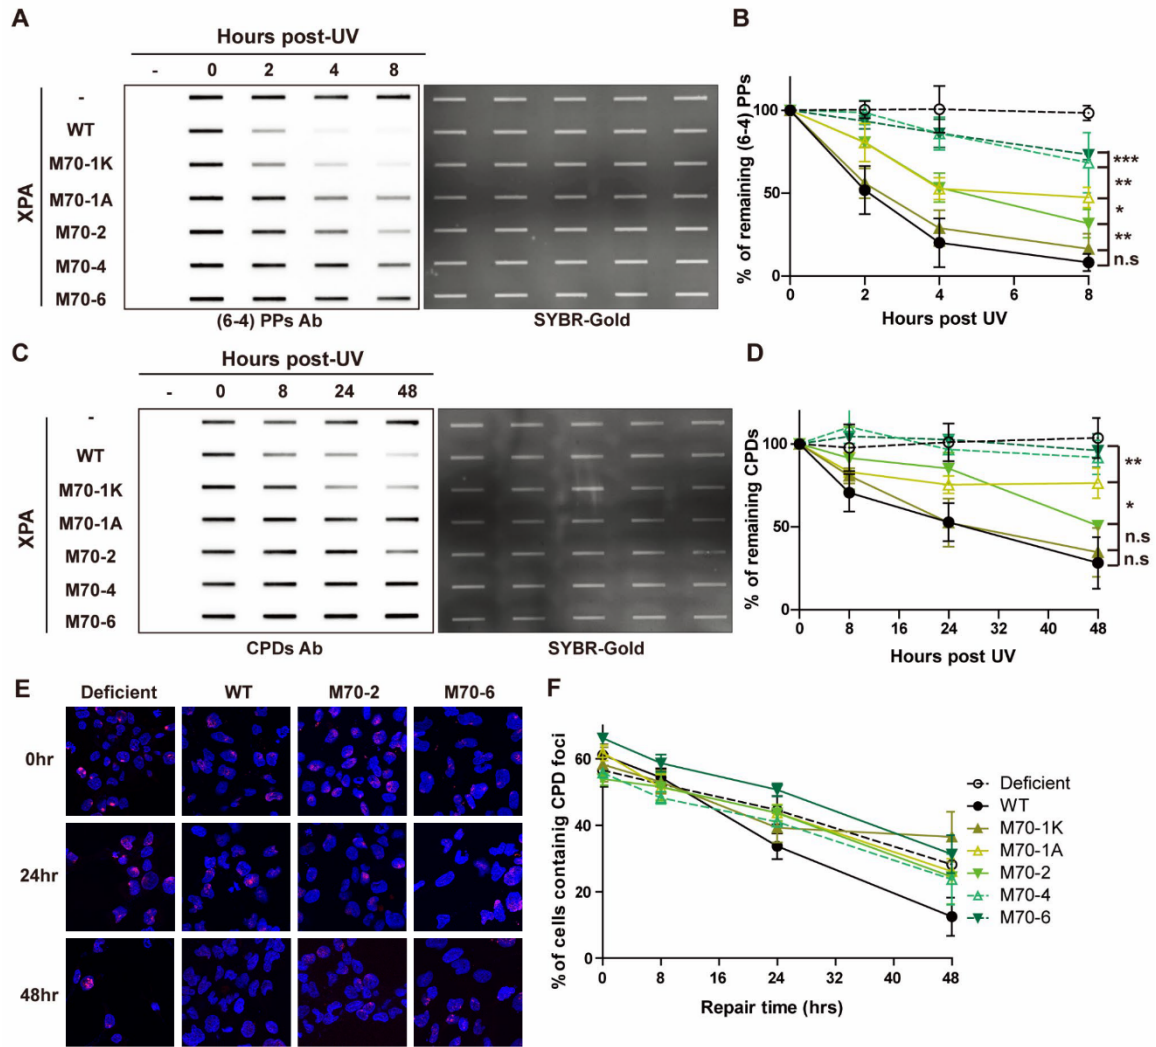 A
Hours post-UV
- 0 2 4 8
XPA
-
WT
M70-1K
M70-1A
M70-2
M70-4
M70-6
(6-4) PPs Ab
SYBR-Gold
B
% of remaining (6-4) PPs
100
50
0
0 2 4 6 8
Hours post UV
***
**
*
**
n.s
C
Hours post-UV
- 0 8 24 48
XPA
-
WT
M70-1K
M70-1A
M70-2
M70-4
M70-6
CPDs Ab
SYBR-Gold
D
% of remaining CPDs
100
50
0
0 8 16 24 32 40 48
Hours post UV
**
*
n.s
n.s
E
Deficient WT M70-2 M70-6
0hr
24hr
48hr
F
% of cells containig CPD foci
60
40
20
0
0 8 24 48
Repair time (hrs)
Deficient
WT
M70-1K
M70-1A
M70-2
M70-4
M70-6